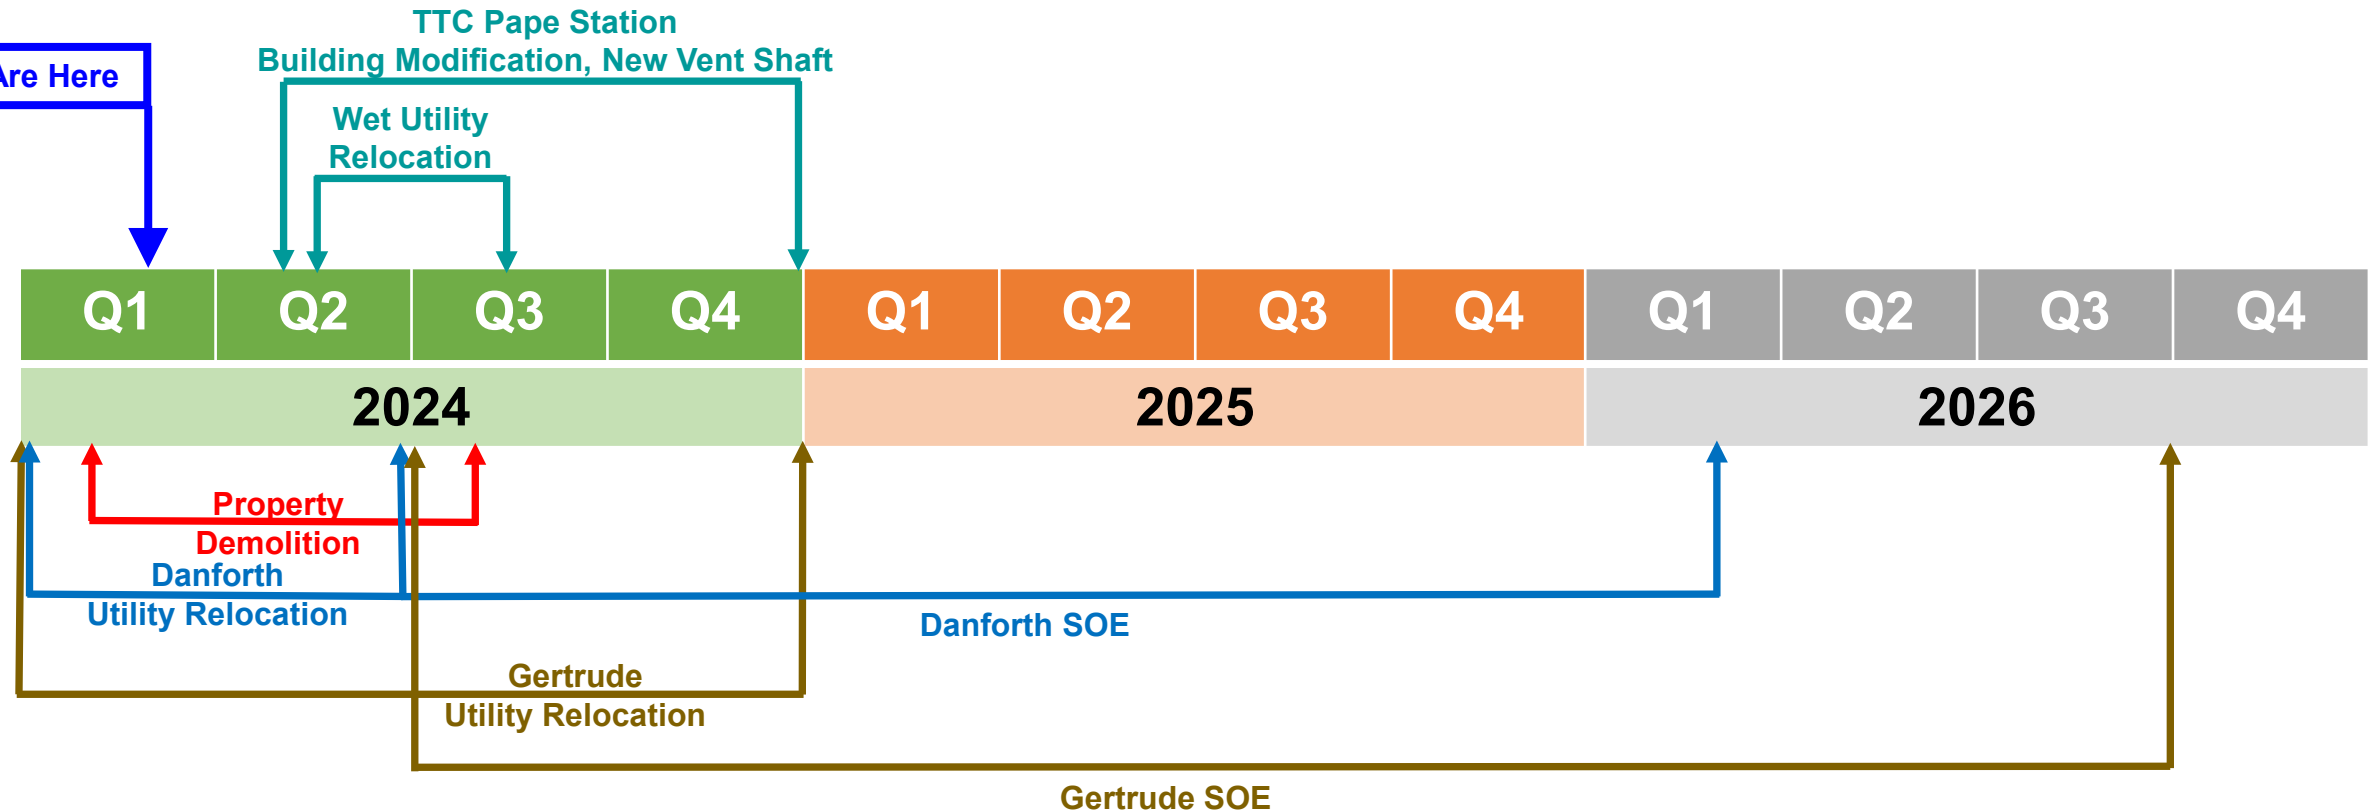 TTC Pape Station
Building Modification, New Vent Shaft
Are Here
Wet Utility
Relocation
Q1 Q2 Q3 Q4 Q1 Q2 Q3 Q4 Q1 Q2 Q3 Q4
2024 2025 2026
Property
Demolition
Danforth
Utility Relocation
Danforth SOE
Gertrude
Utility Relocation
Gertrude SOE